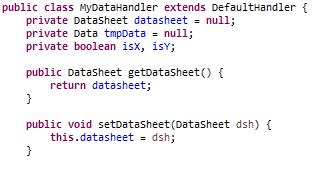 public class MyDataHandler extends DefaultHandler {
    private DataSheet datasheet = null;
    private Data tmpData = null;
    private boolean isX, isY;

    public DataSheet getDataSheet() {
        return datasheet;
    }

    public void setDataSheet(DataSheet dsh) {
        this.datasheet = dsh;
    }